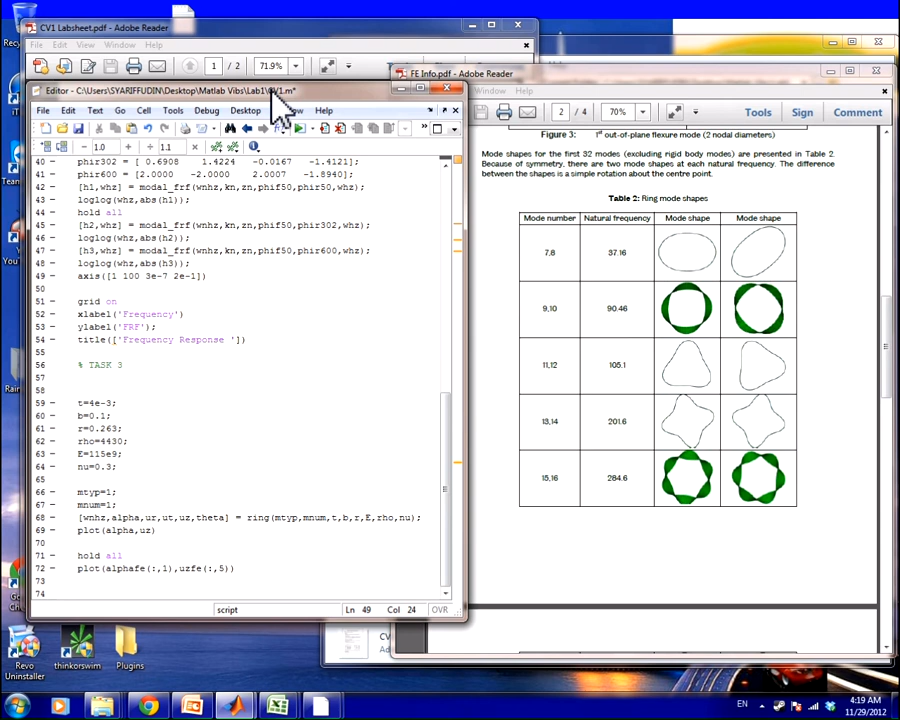 CV1 Labsheet.pdf - Adobe Reader
File Edit View Window Help
1 / 2 71.9%
FE Info.pdf - Adobe Reader
2 / 4 70%
Tools Sign Comment
Editor - C:\Users\SYARIFFUDIN\Desktop\Matlab Vibs\Lab1\CV1.m*
File Edit Text Go Cell Tools Debug Desktop Help
1.0 1.1
40 phir302 = [ 0.6908 1.4224 -0.0167 -1.4121]
41 phir600 = [2.0000 -2.0000 2.0007 -1.8940]
42 [h1,whz] = modal_frf(wnhz,kn,zn,phif50,phir50,whz);
43 loglog(whz,abs(h1));
44 hold all
45 [h2,whz] = modal_frf(wnhz,kn,zn,phif50,phir302,whz);
46 loglog(whz,abs(h2));
47 [h3,whz] = modal_frf(wnhz,kn,zn,phif50,phir600,whz);
48 loglog(whz,abs(h3));
49 axis([1 100 3e-7 2e-1])
50
51 grid on
52 xlabel('Frequency')
53 ylabel('FRF');
54 title(['Frequency Response '])
55
56 % TASK 3
57
58
59 t=4e-3;
60 b=0.1;
61 r=0.263;
62 rho=4430;
63 E=115e9;
64 nu=0.3;
65
66 mtyp=1;
67 mnum=1;
68 [wnhz,alpha,ur,ut,uz,theta] = ring(mtyp,mnum,t,b,r,E,rho,nu);
69 plot(alpha,uz)
70
71 hold all
72 plot(alphafe(:,1),uzfe(:,5))
73
74
script Ln 49 Col 24 OVR
Figure 3: 1st out-of-plane flexure mode (2 nodal diameters)
Mode shapes for the first 32 modes (excluding rigid body modes) are presented in Table 2.
Because of symmetry, there are two mode shapes at each natural frequency. The difference
between the shapes is a simple rotation about the centre point.
Table 2: Ring mode shapes
Mode number Natural frequency Mode shape Mode shape
7,8 37.16
9,10 90.46
11,12 105.1
13,14 201.6
15,16 284.6
Revo Uninstaller
thinkorswim
Plugins
EN
4:19 AM
11/29/2012